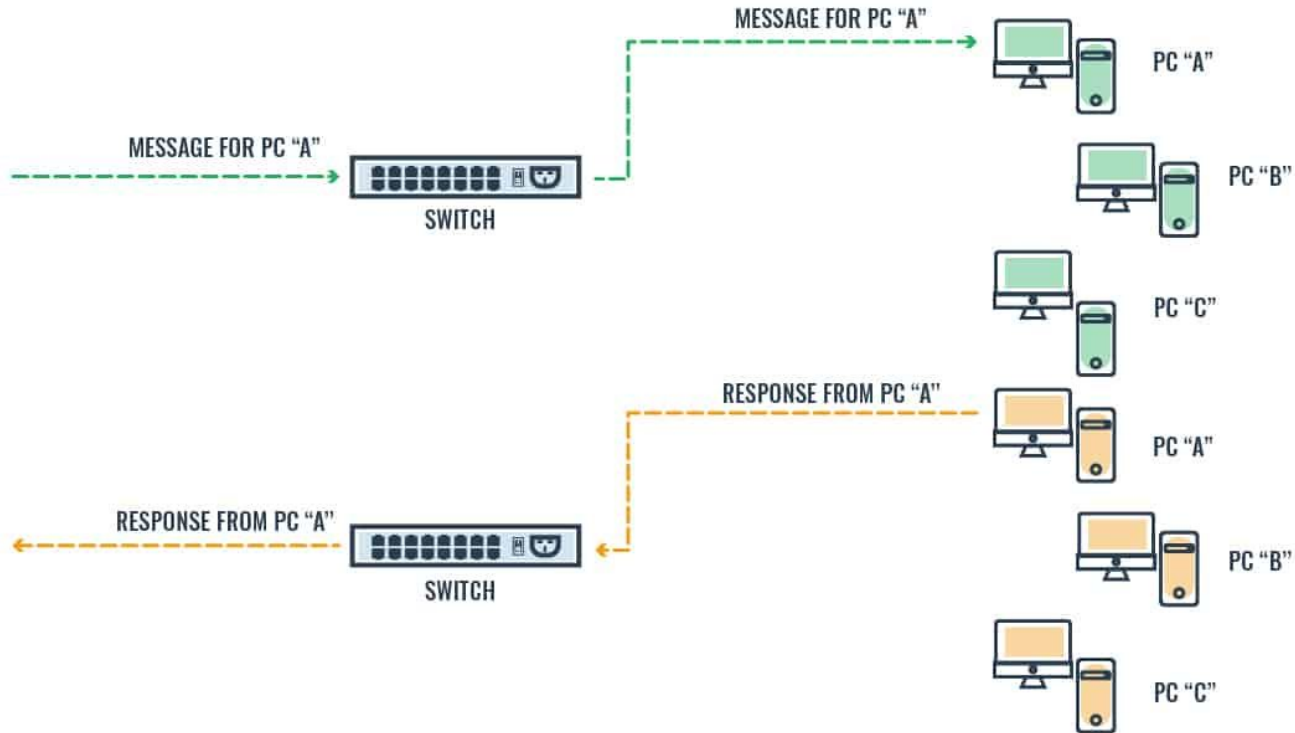 MESSAGE FOR PC “A”
PC “A”
MESSAGE FOR PC “A”
SWITCH
PC “B”
PC “C”
RESPONSE FROM PC “A”
PC “A”
RESPONSE FROM PC “A”
SWITCH
PC “B”
PC “C”